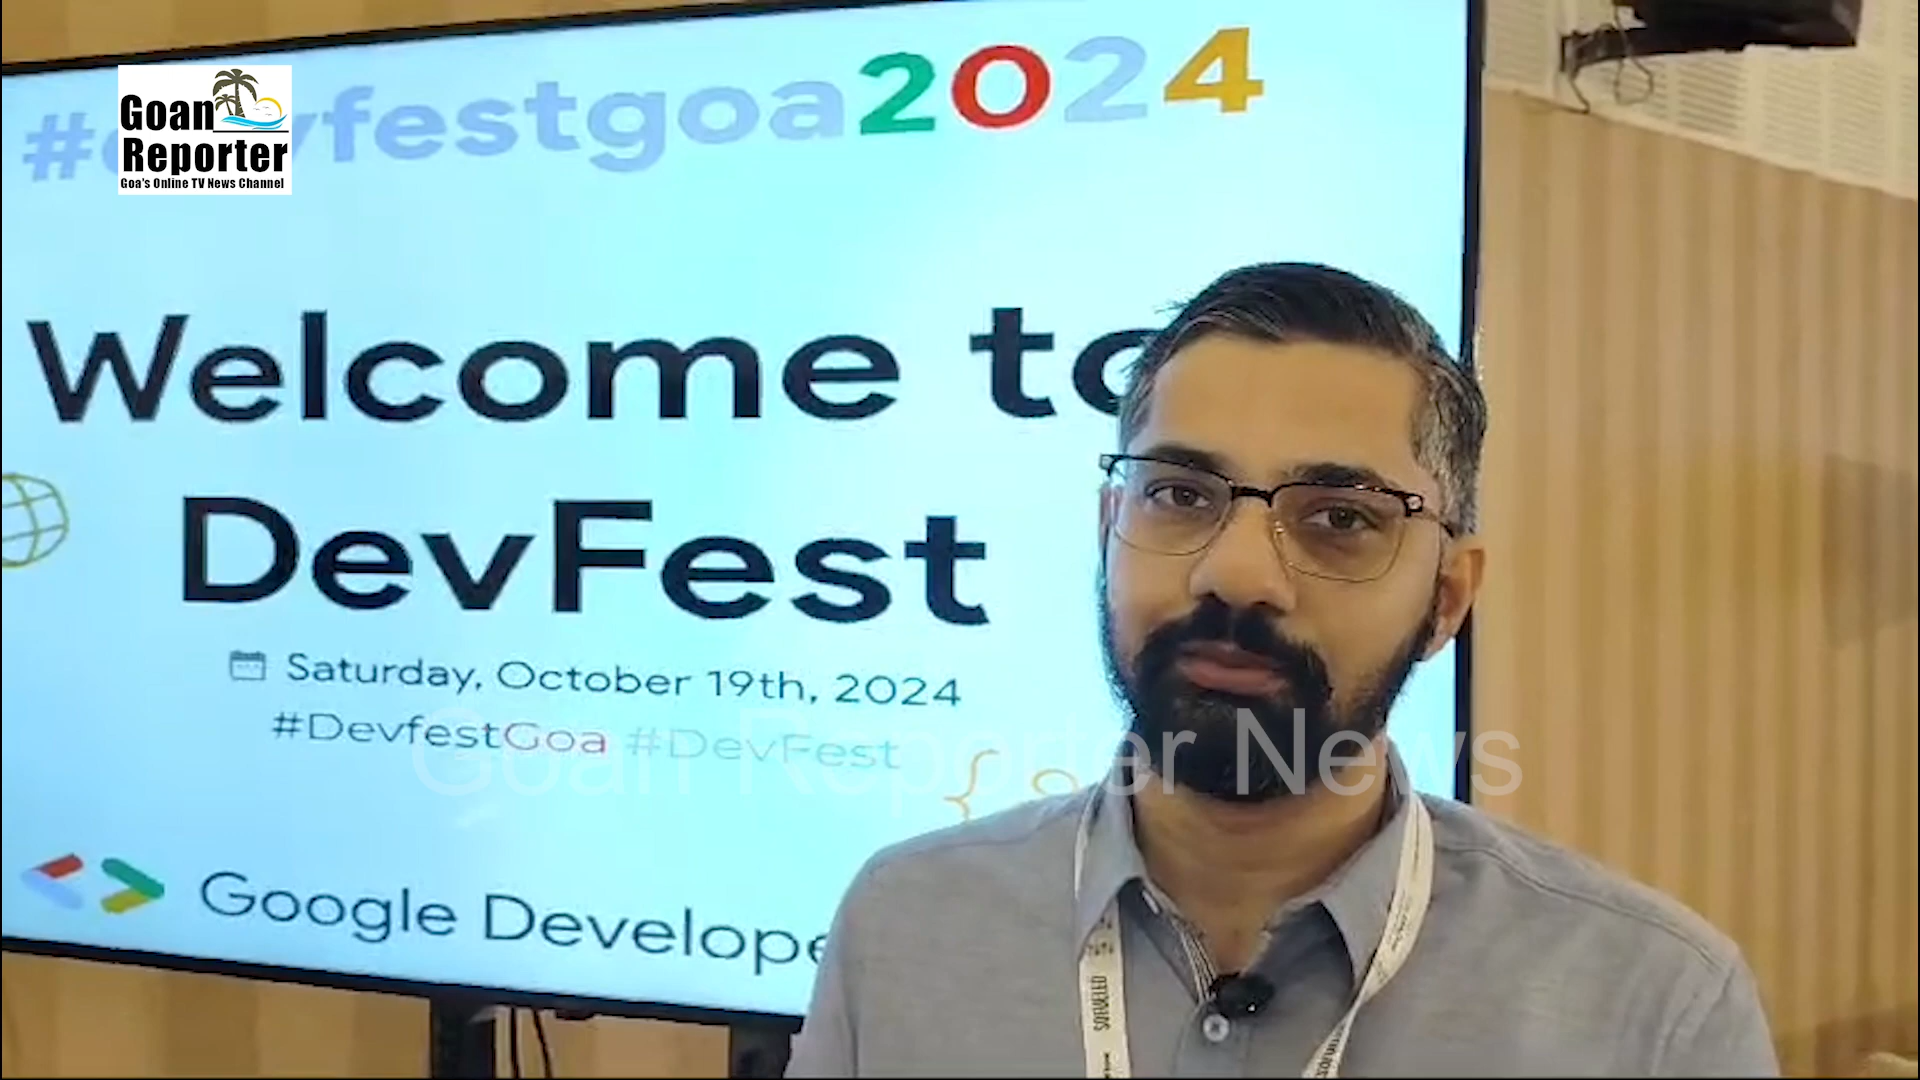 Goan
Reporter
Goa's Online TV News Channel
festgoa2024
Welcome to
DevFest
Saturday, October 19th, 2024
#DevfestGoa #DevFest
Goan Reporter News
Google Develope